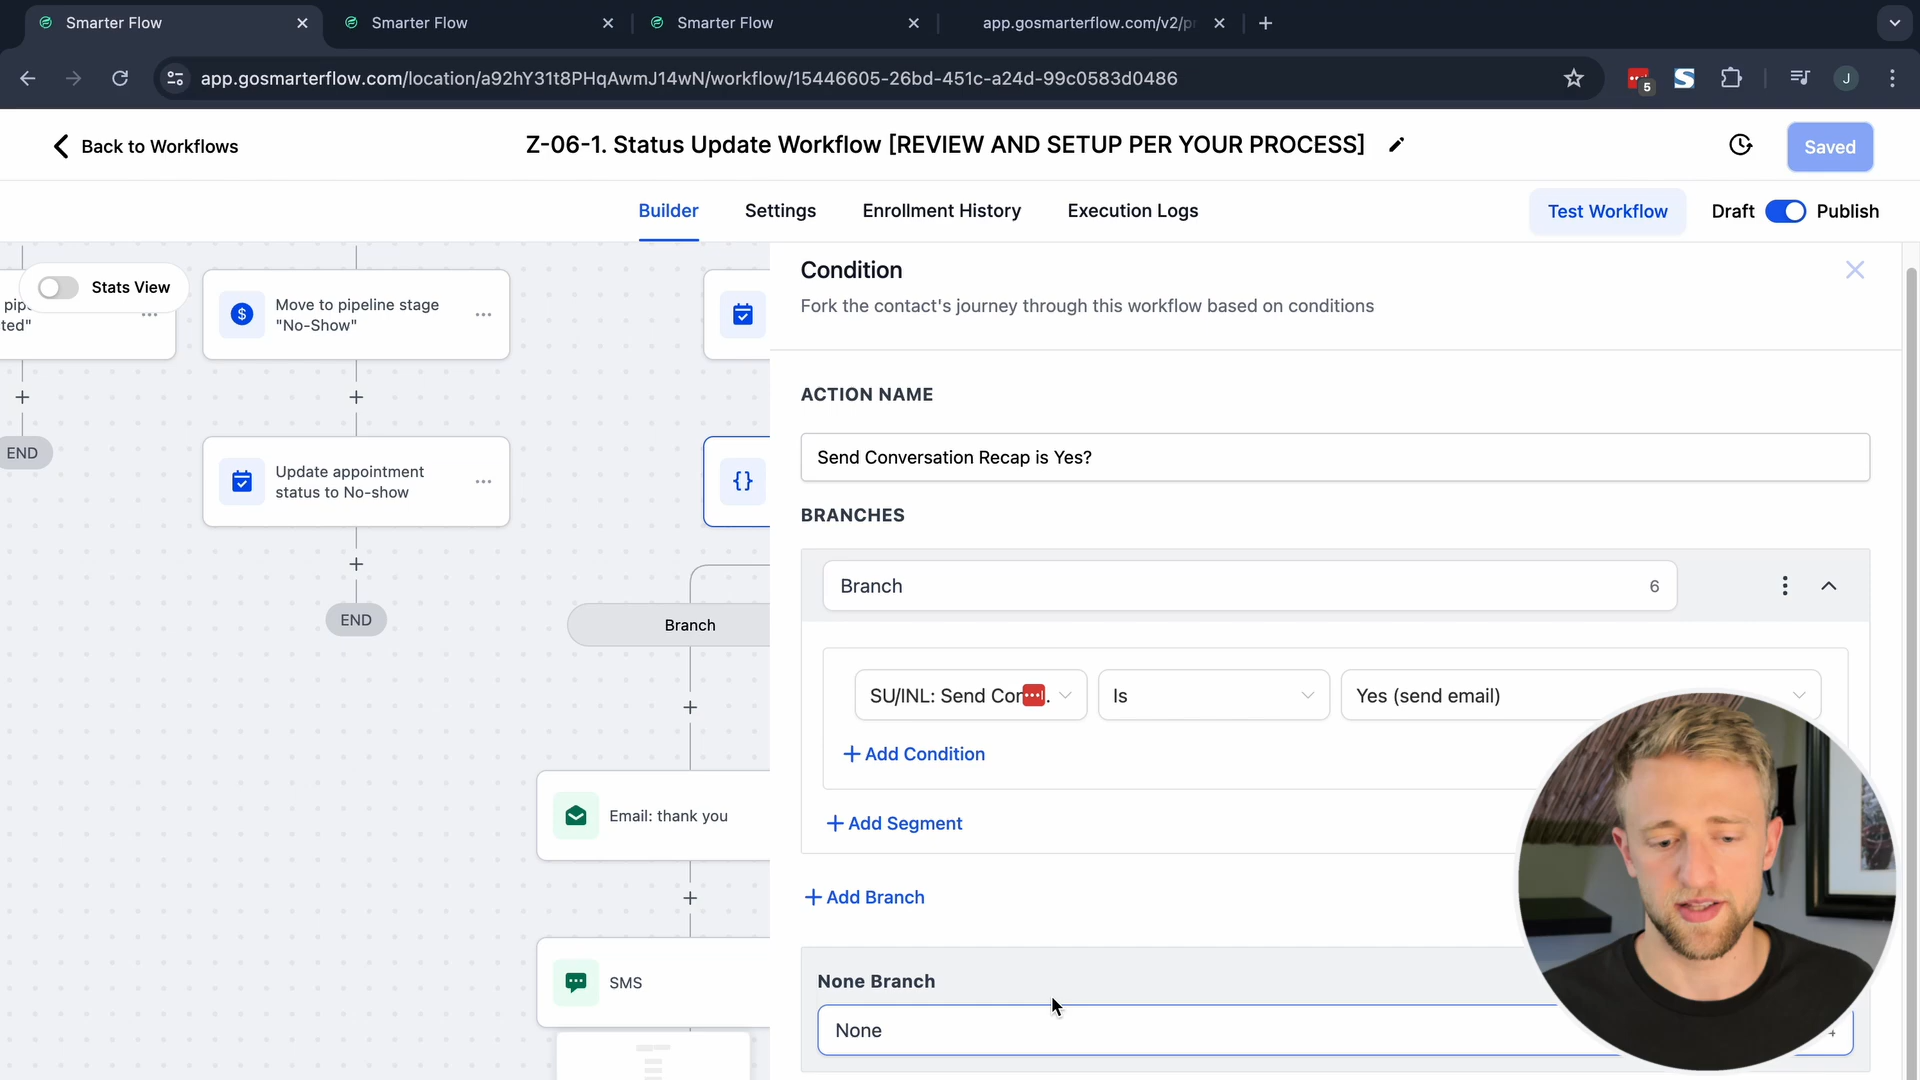 Smarter Flow
Smarter Flow
Smarter Flow
app.gosmarterflow.com/v2/pr
app.gosmarterflow.com/location/a92hY31t8PHqAwmJ14wN/workflow/15446605-26bd-451c-a24d-99c0583d0486
5
J
Back to Workflows
Z-06-1. Status Update Workflow [REVIEW AND SETUP PER YOUR PROCESS]
Saved
Builder
Settings
Enrollment History
Execution Logs
Test Workflow
Draft
Publish
Stats View
pip
ted"
Move to pipeline stage
"No-Show"
END
Update appointment
status to No-show
END
Branch
Email: thank you
SMS
Condition
Fork the contact's journey through this workflow based on conditions
ACTION NAME
Send Conversation Recap is Yes?
BRANCHES
Branch
6
SU/INL: Send Con
Is
Yes (send email)
+ Add Condition
+ Add Segment
+ Add Branch
None Branch
None